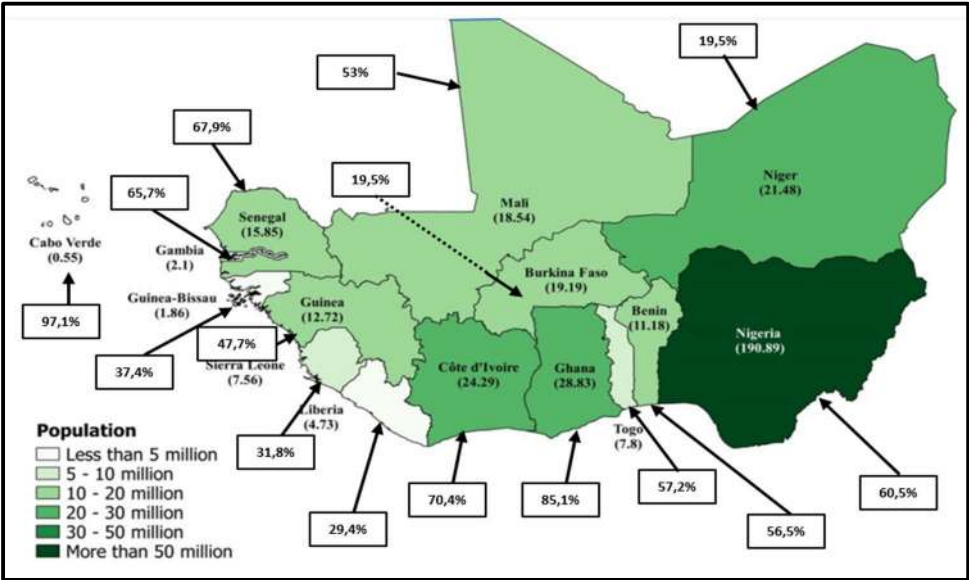 53%
19,5%
67,9%
19,5%
65,7%
Niger
(21.48)
Mali
(18.54)
Senegal
(15.85)
Cabo Verde
(0.55)
Gambia
(2.1)
Burkina Faso
(19.19)
Guinea-Bissau
(1.86)
Guinea
(12.72)
Benin
(11.18)
Nigeria
(190.89)
97,1%
47,7%
37,4%
Sierra Leone
(7.56)
Côte d'Ivoire
(24.29)
Ghana
(28.83)
Liberia
(4.73)
Togo
(7.8)
31,8%
29,4%
70,4%
85,1%
57,2%
56,5%
60,5%
Population
Less than 5 million
5 - 10 million
10 - 20 million
20 - 30 million
30 - 50 million
More than 50 million